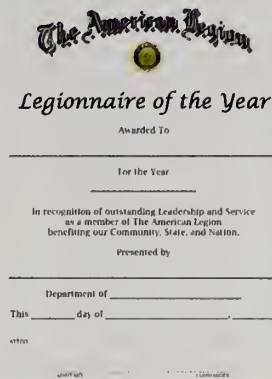 The American Legion
Legionnaire of the Year
Awarded To
For the Year
In recognition of outstanding Leadership and Service
as a member of The American Legion
benefiting our Community, State, and Nation.
Presented by
Department of
This day of ,